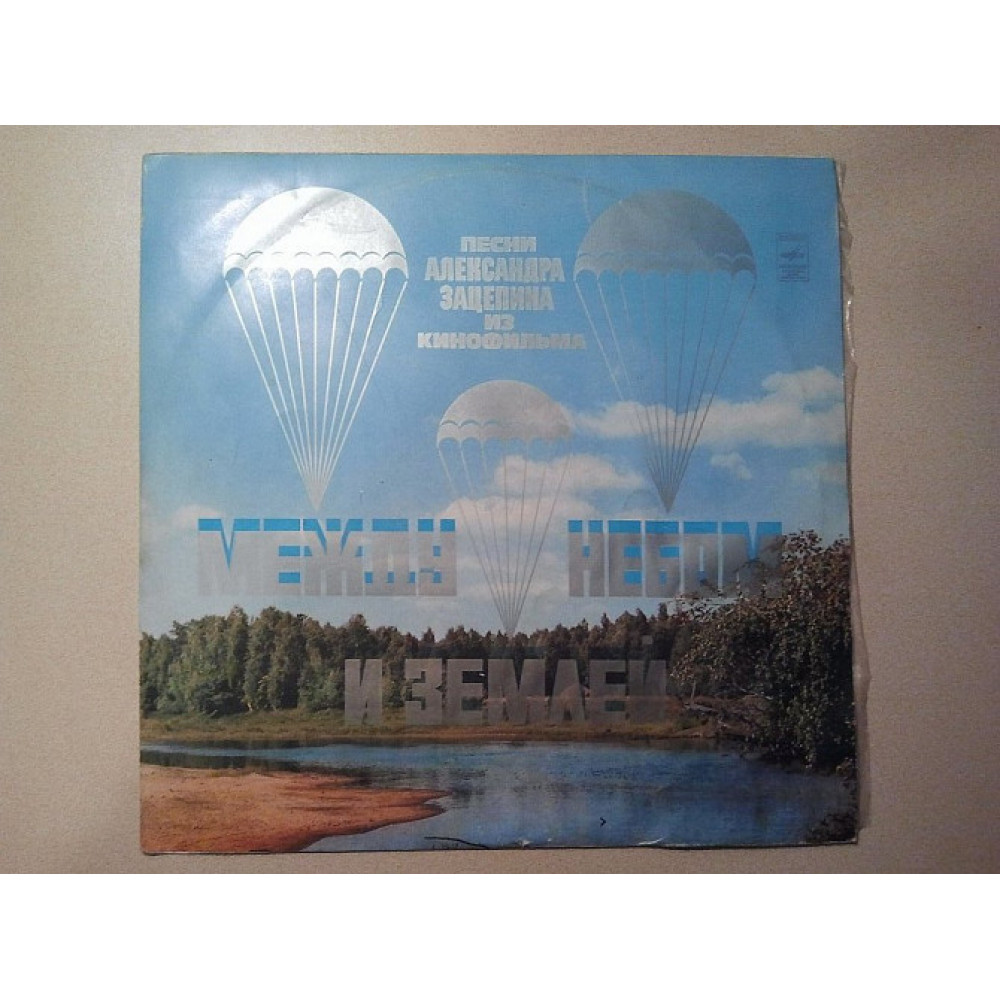 ПЕСНИ
АЛЕКСАНДРА
ЗАЦЕПИНА
ИЗ
КИНОФИЛЬМА
МЕЖДУ НЕБОМ
И ЗЕМЛЕЙ